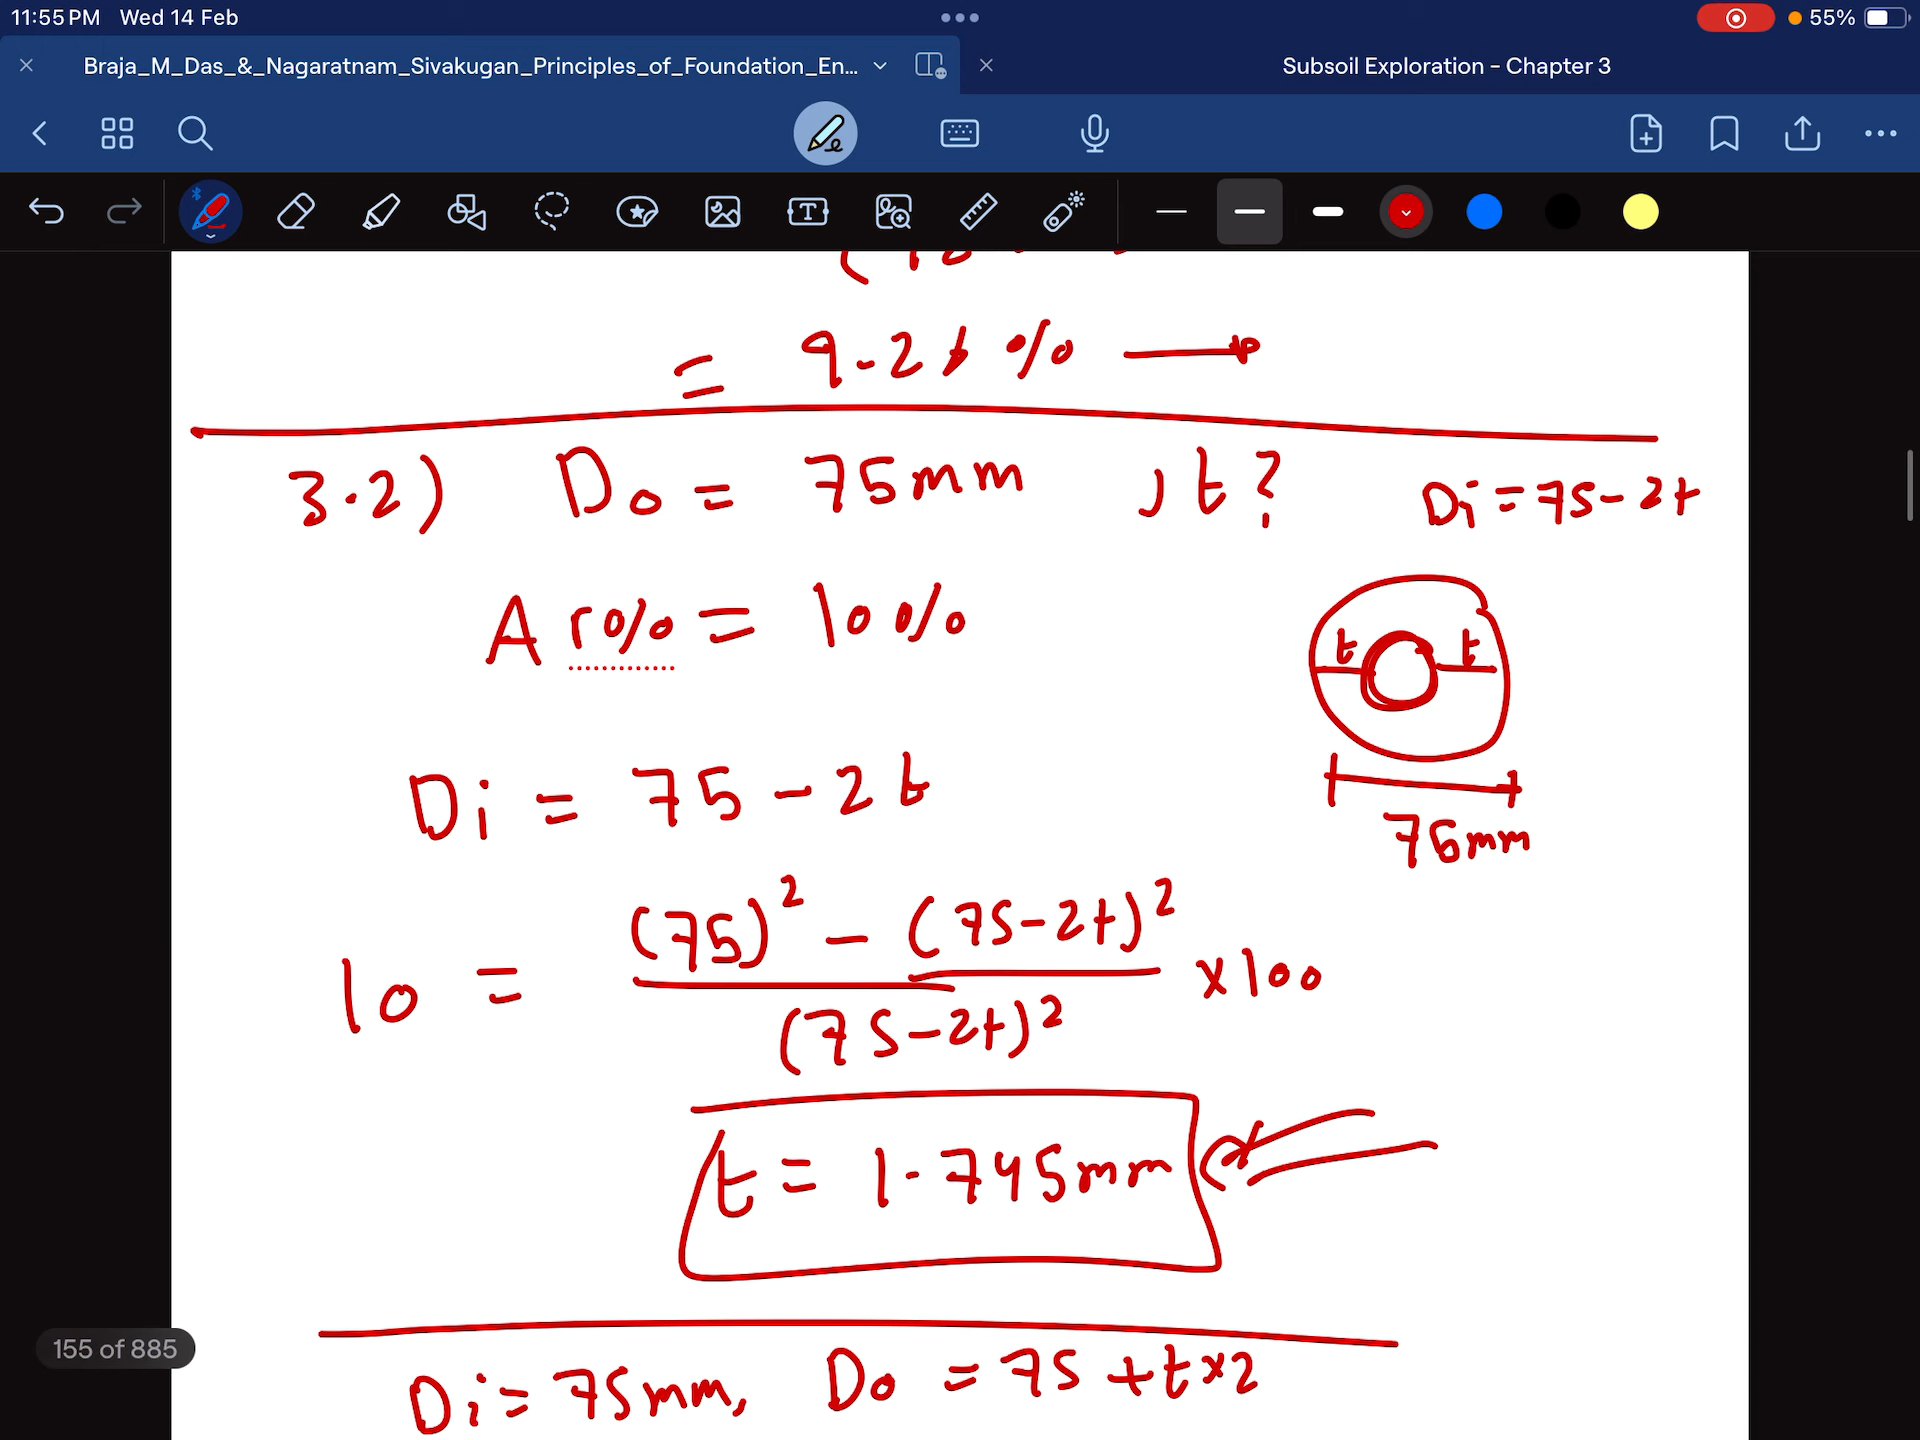 11:55 PM Wed 14 Feb
55%
Braja_M_Das_&_Nagaratnam_Sivakugan_Principles_of_Foundation_En...
Subsoil Exploration - Chapter 3
= 9.26 %
3.2) Do = 75mm , t? Di = 75-2t
Ar% = 10%
t t
Di = 75 - 2t
75mm
10 = (75)² - (75-2t)² x100
(75-2t)²
t = 1.745mm
155 of 885
Di = 75mm, Do = 75 + t x 2